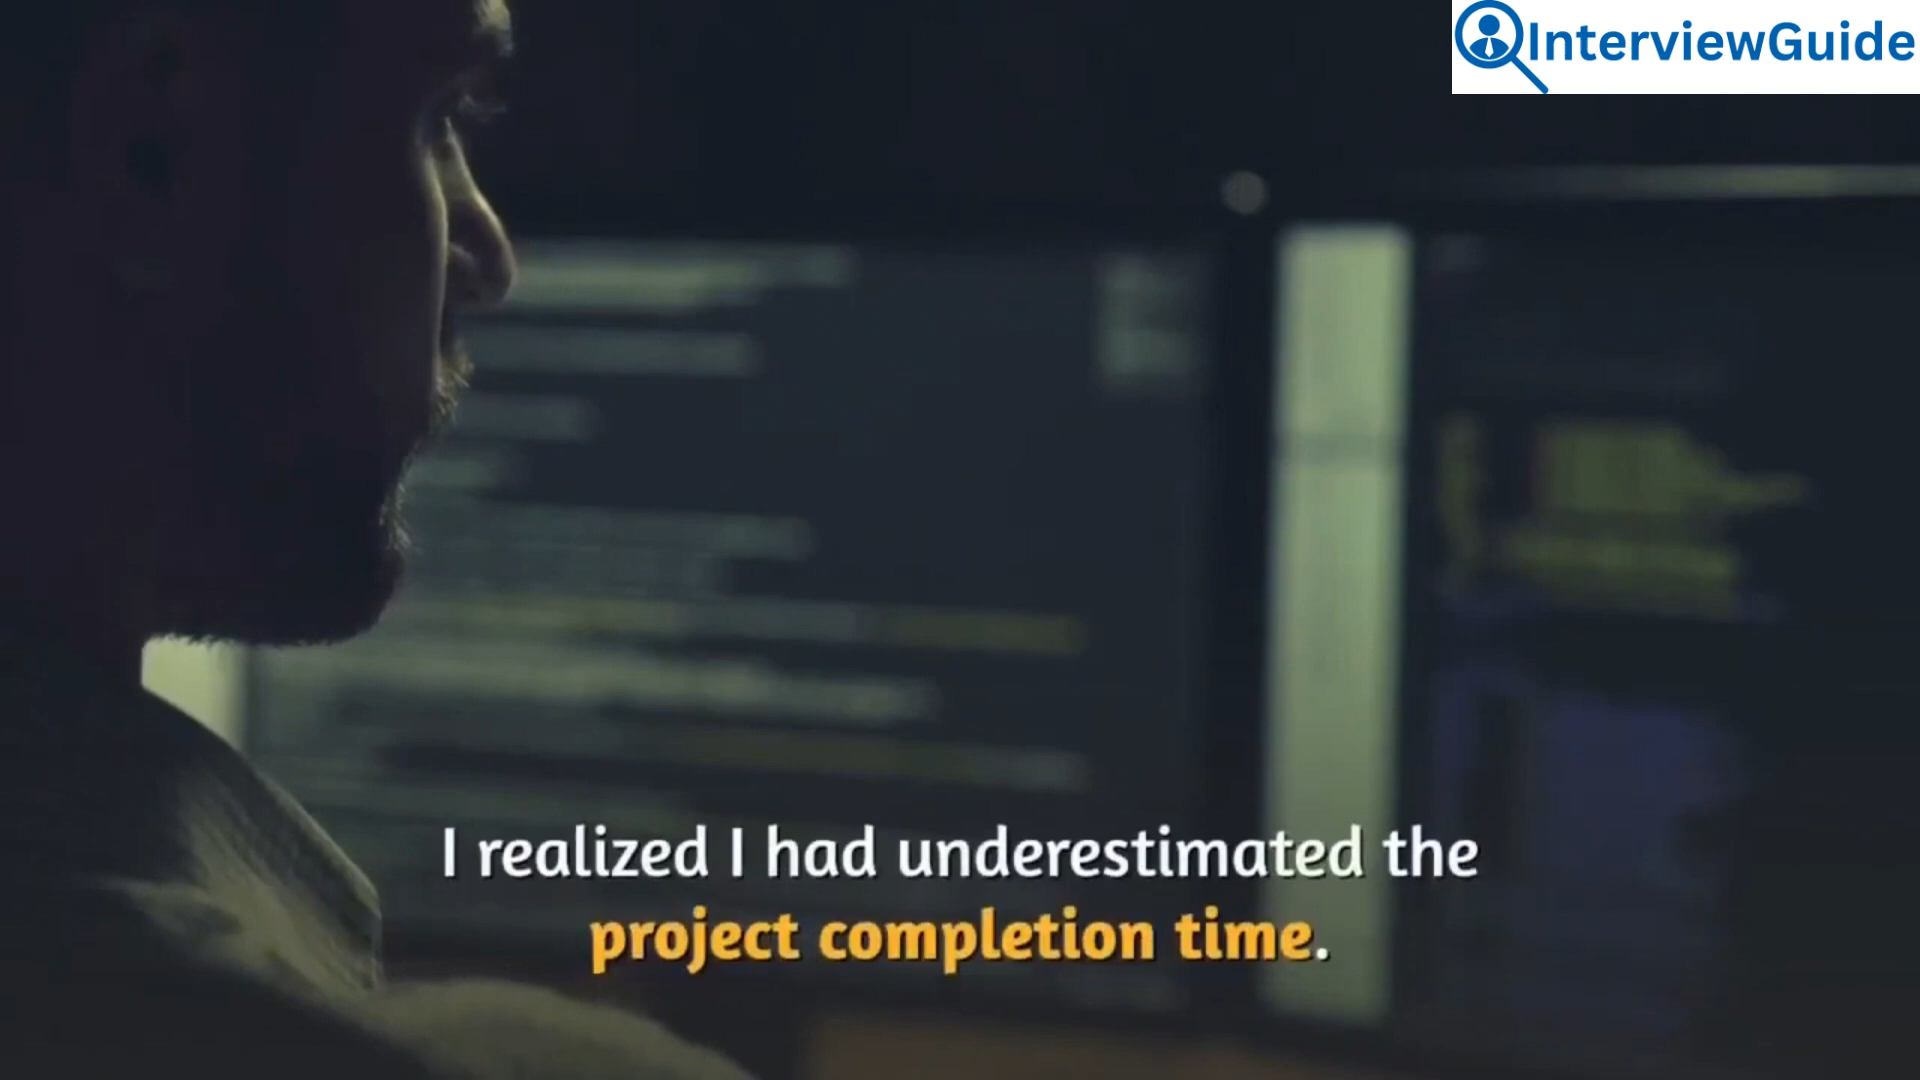 InterviewGuide
I realized I had underestimated the
project completion time.